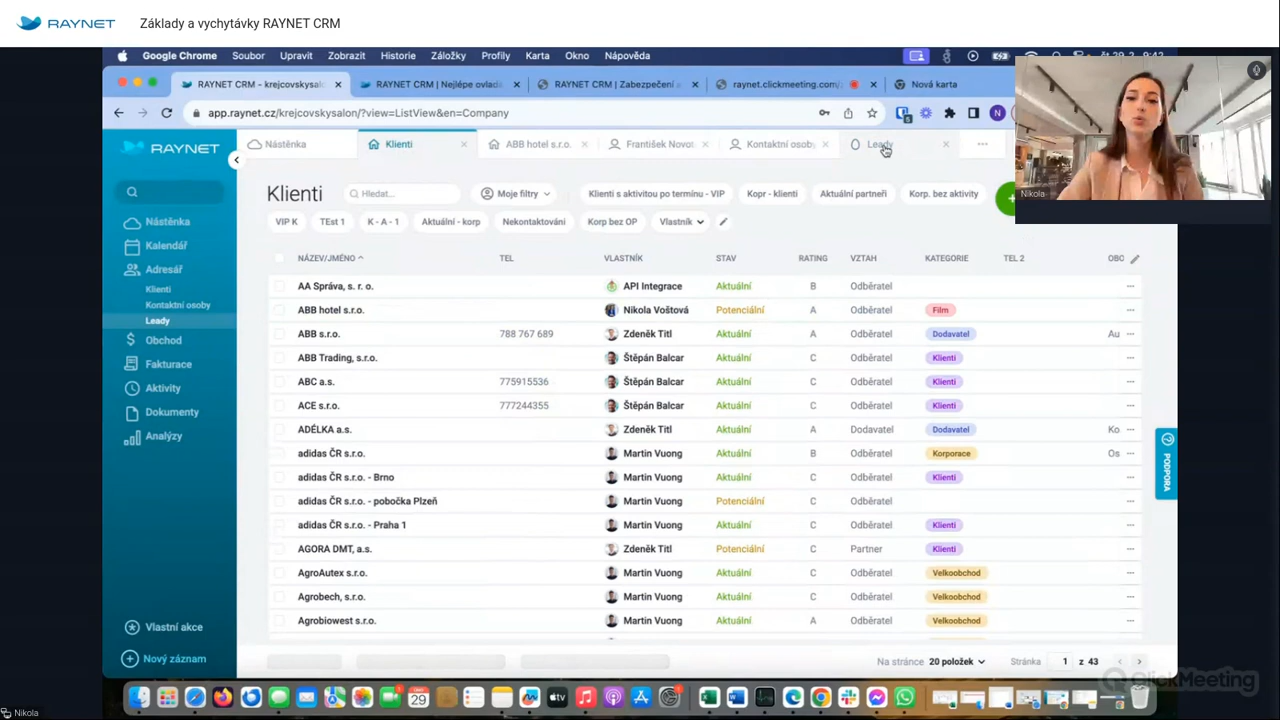 RAYNET Základy a vychytávky RAYNET CRM
Google Chrome Soubor Upravit Zobrazit Historie Záložky Profily Karta Okno Nápověda
RAYNET CRM - krejcovskysalon RAYNET CRM | Nejlépe ovladá RAYNET CRM | Zabezpečení raynet.clickmeeting.com/ Nová karta
app.raynet.cz/krejcovskysalon/?view=ListView&en=Company
RAYNET
Nástěnka
Kalendář
Adresář
Klienti
Kontaktní osoby
Leady
Obchod
Fakturace
Aktivity
Dokumenty
Analýzy
Vlastní akce
Nový záznam
Nástěnka Klienti ABB hotel s.r.o. František Novot Kontaktní osoby Leady
Klienti Hledat... Moje filtry Klienti s aktivitou po termínu - VIP Kopr - klienti Aktuální partneři Korp. bez aktivity
VIP K TEst 1 K - A - 1 Aktuální - korp Nekontaktováni Korp bez OP Vlastník
NÁZEV/JMÉNO TEL VLASTNÍK STAV RATING VZTAH KATEGORIE TEL 2 OBC
AA Správa, s. r. o. API Integrace Aktuální B Odběratel
ABB hotel s.r.o. Nikola Voštová Potenciální A Odběratel Film
ABB s.r.o. 788 767 689 Zdeněk Titl Aktuální A Odběratel Dodavatel Au
ABB Trading, s.r.o. Štěpán Balcar Aktuální C Odběratel Klienti
ABC a.s. 775915536 Štěpán Balcar Aktuální C Odběratel Klienti
ACE s.r.o. 777244355 Štěpán Balcar Aktuální C Odběratel Klienti
ADÉLKA a.s. Zdeněk Titl Aktuální A Dodavatel Dodavatel Ko
adidas ČR s.r.o. Martin Vuong Aktuální B Odběratel Korporace Os
adidas ČR s.r.o. - Brno Martin Vuong Aktuální C Odběratel Klienti
adidas ČR s.r.o. - pobočka Plzeň Martin Vuong Potenciální C Odběratel
adidas ČR s.r.o. - Praha 1 Martin Vuong Aktuální C Odběratel Klienti
AGORA DMT, a.s. Zdeněk Titl Potenciální C Partner Klienti
AgroAutex s.r.o. Martin Vuong Aktuální C Odběratel Velkoobchod
Agrobech, s.r.o. Martin Vuong Aktuální C Odběratel Velkoobchod
Agrobiowest s.r.o. Martin Vuong Aktuální A Odběratel Velkoobchod
Na stránce 20 položek Stránka 1 z 43
PODPORA
Nikola
ClickMeeting
Nikola